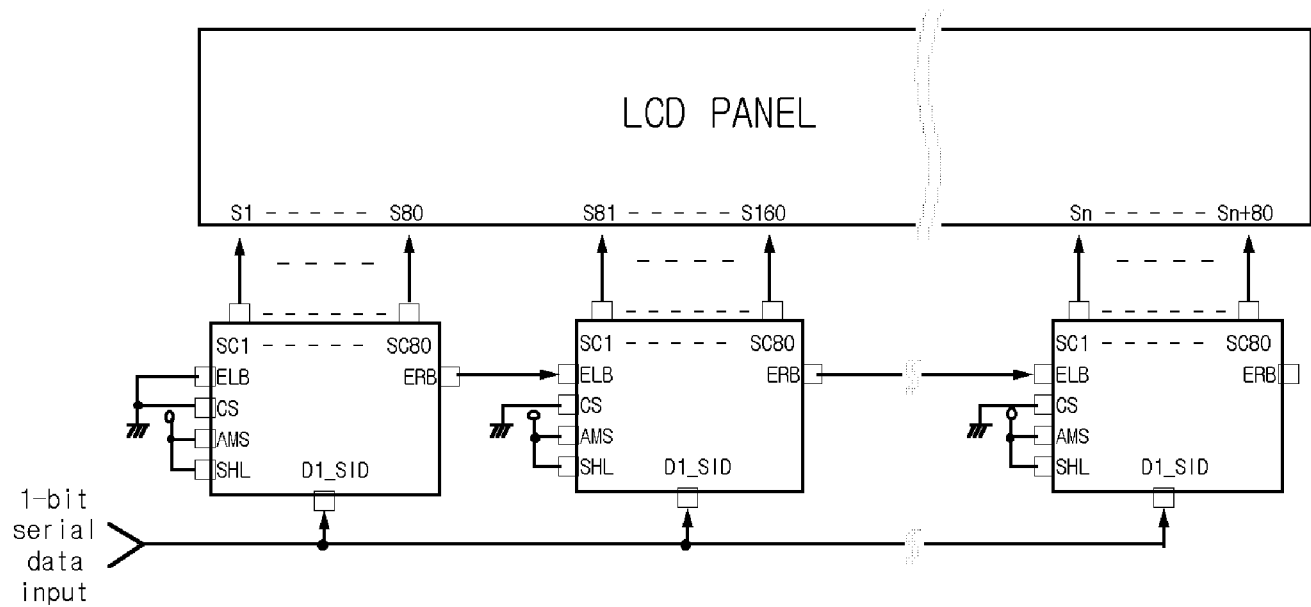 LCD PANEL
S1 - - - - - S80
S81 - - - - - S160
Sn - - - - - Sn+80
SC1 - - - - - SC80
ELB
ERB
CS
AMS
SHL
D1_SID
SC1 - - - - - SC80
ELB
ERB
CS
AMS
SHL
D1_SID
SC1 - - - - - SC80
ELB
ERB
CS
AMS
SHL
D1_SID
1-bit
serial
data
input